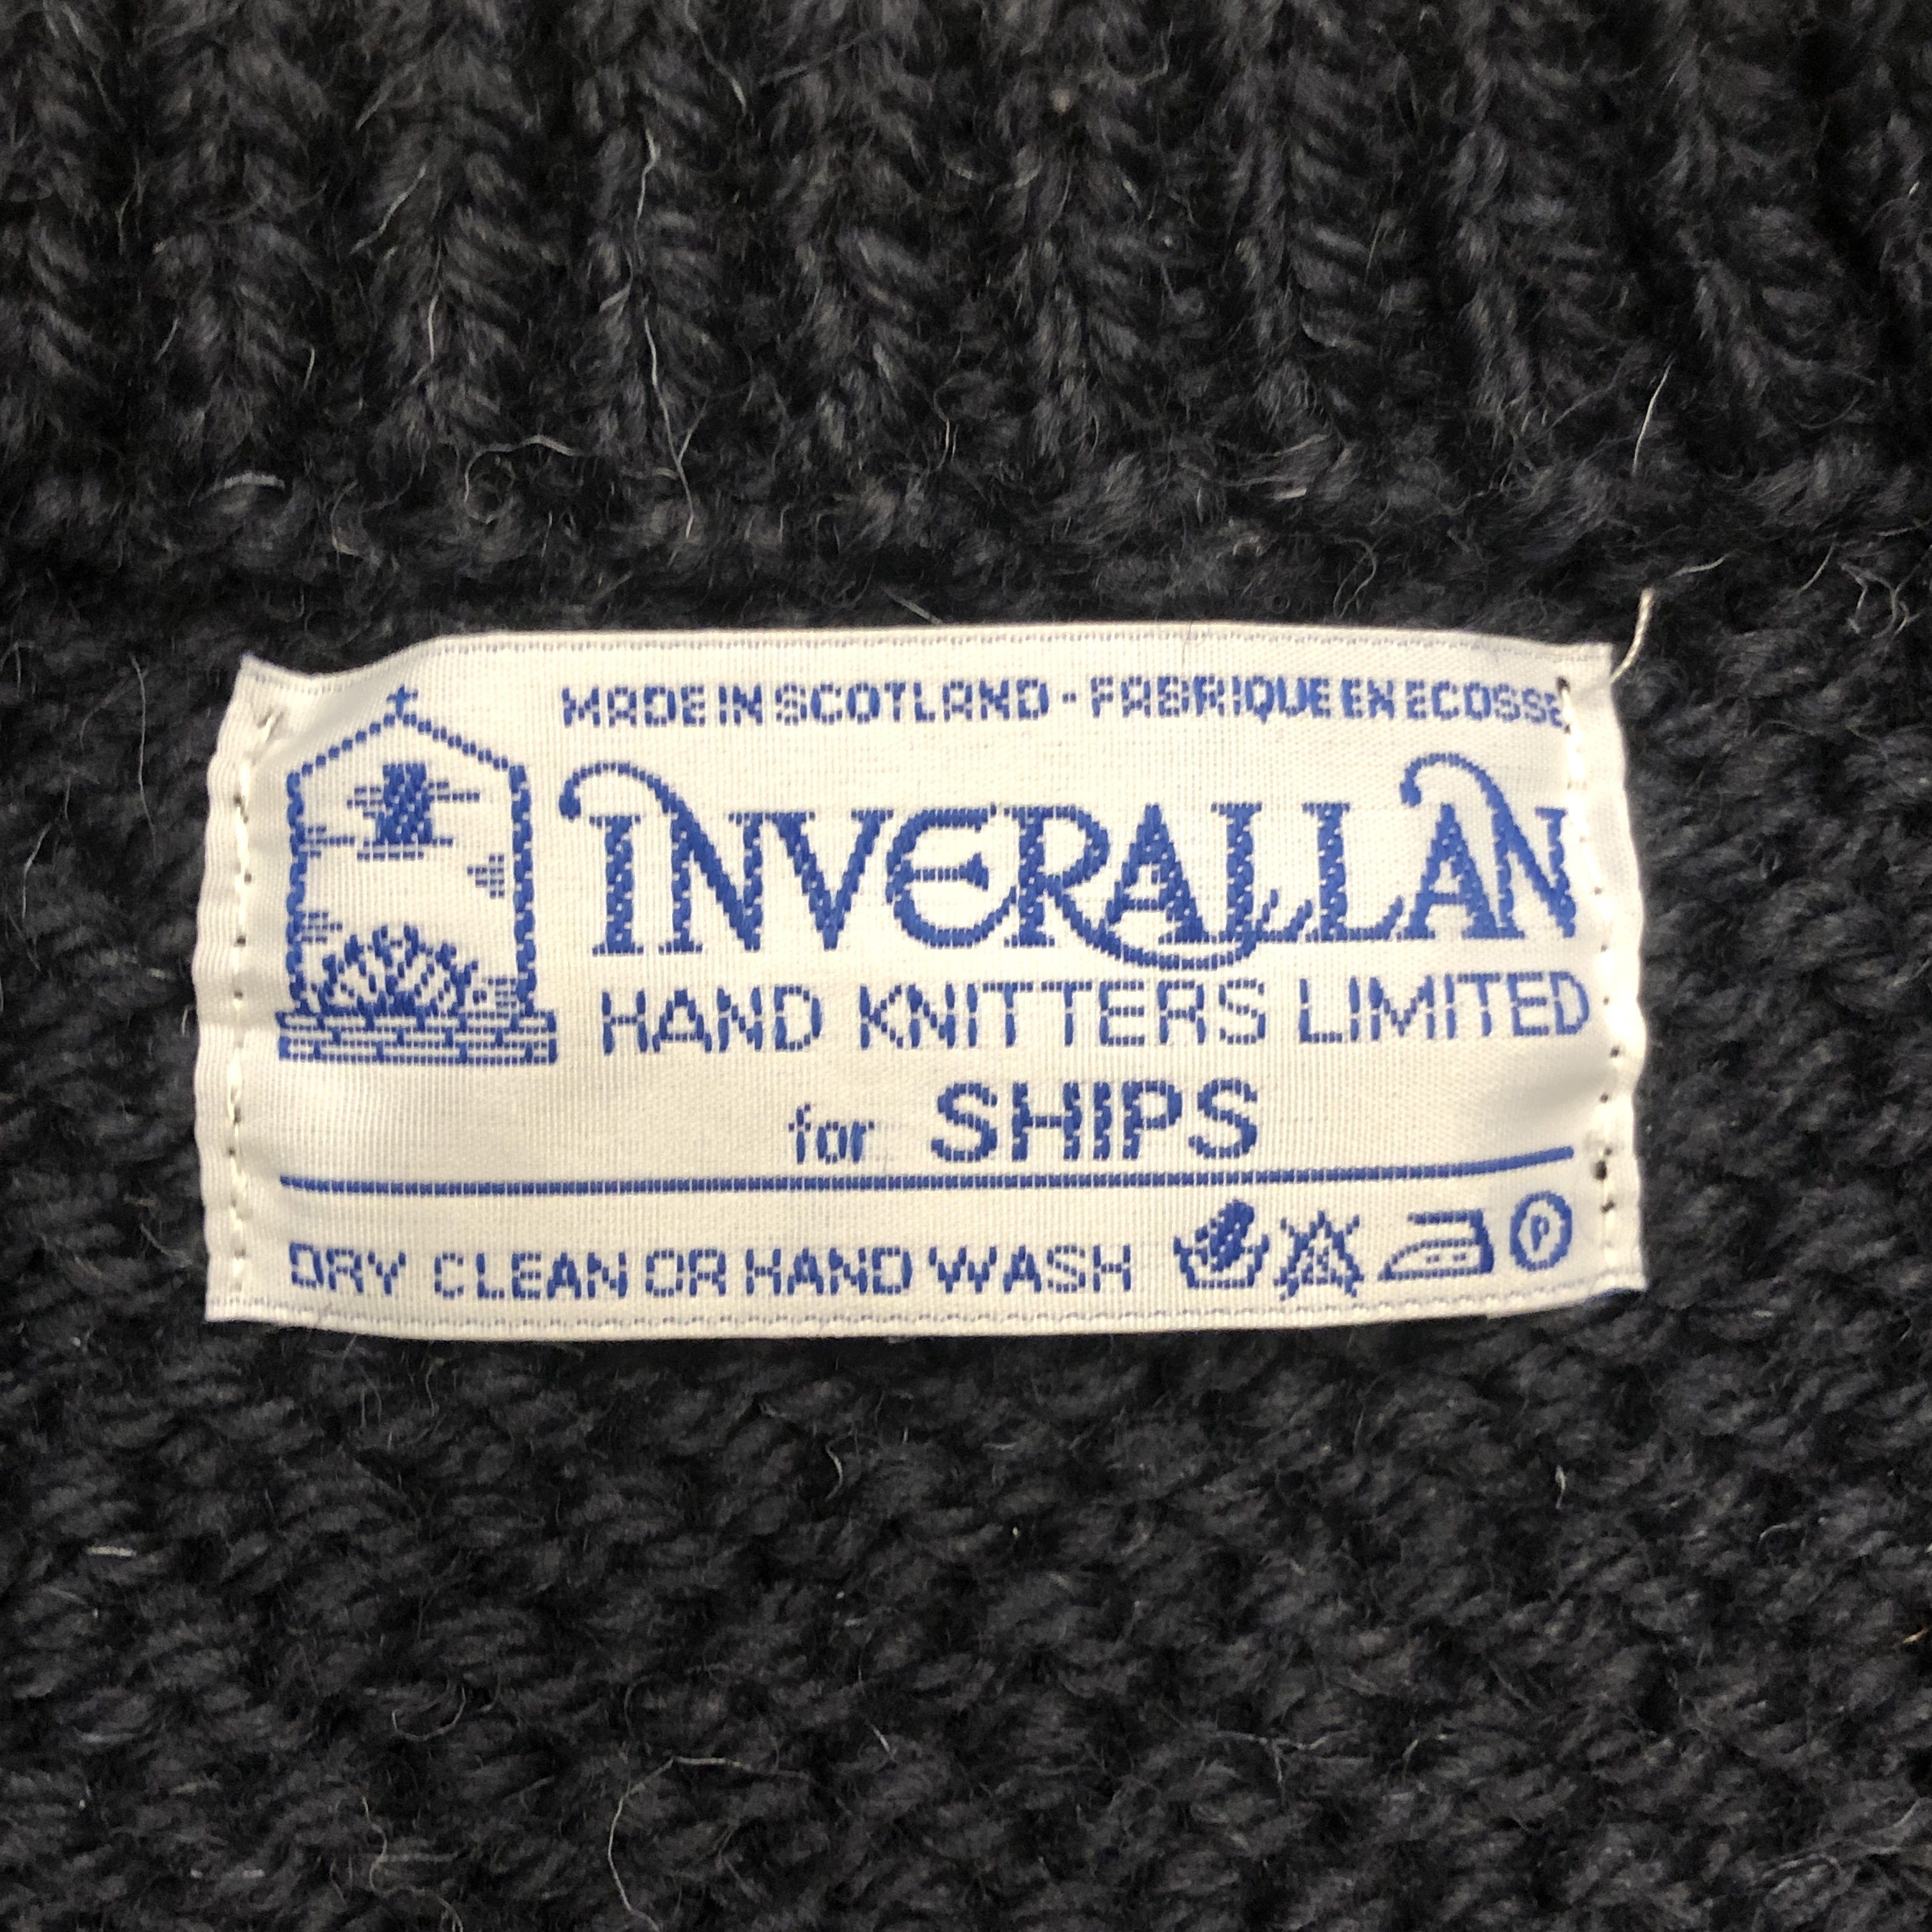 MADE IN SCOTLAND - FABRIQUE EN ECOSSE
INVERALLAN
HAND KNITTERS LIMITED
for SHIPS
DRY CLEAN OR HAND WASH P